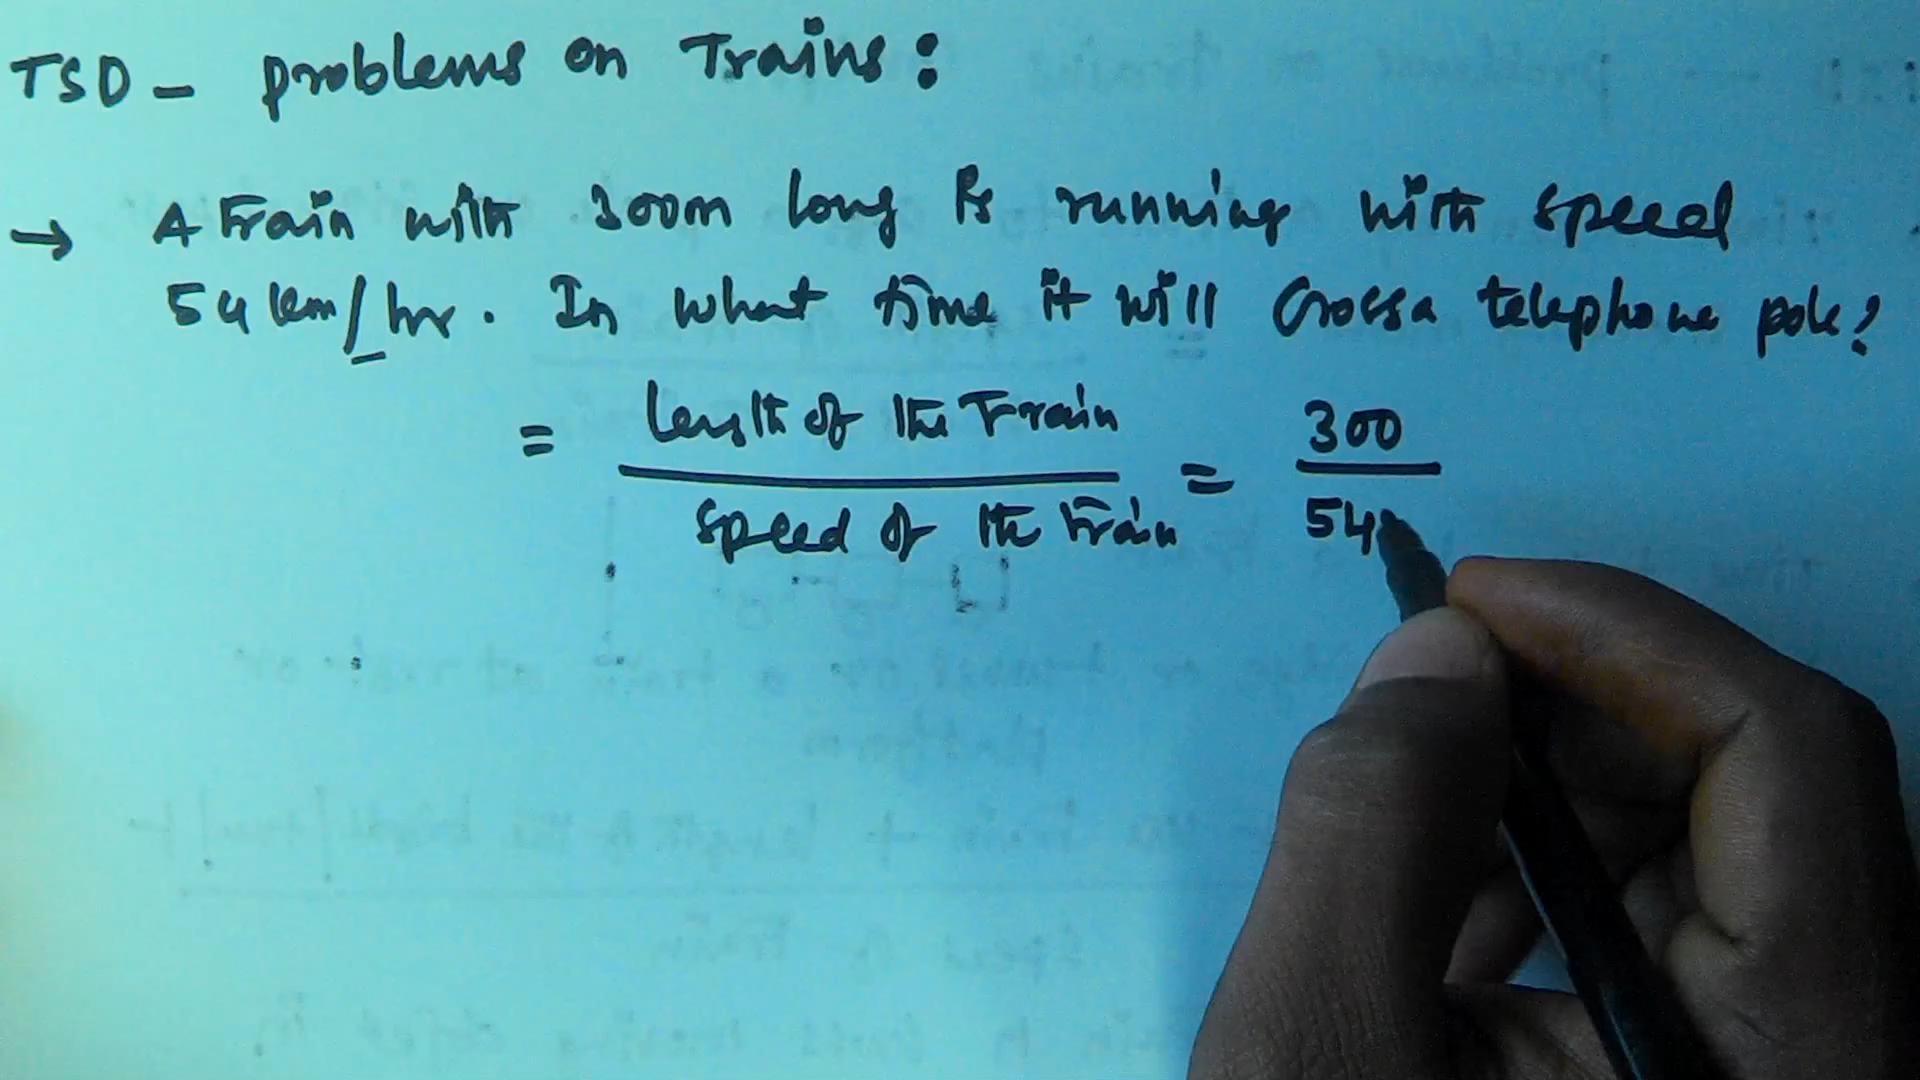 TSD - problems on Trains:
→ A train with 300m long is running with speed
54 km/hr. In what time it will cross a telephone pole?
= length of the Train / speed of the train = 300 / 54